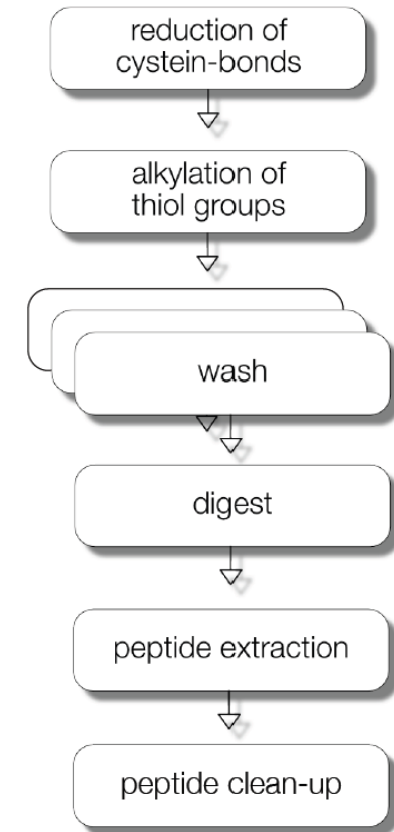 reduction of
cystein-bonds
alkylation of
thiol groups
wash
digest
peptide extraction
peptide clean-up